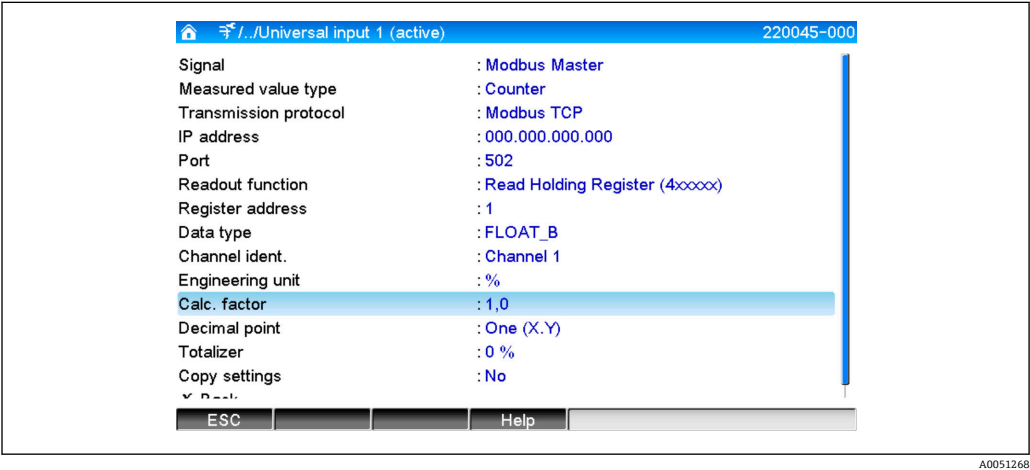 /../Universal input 1 (active) 220045-000
Signal : Modbus Master
Measured value type : Counter
Transmission protocol : Modbus TCP
IP address : 000.000.000.000
Port : 502
Readout function : Read Holding Register (4xxxxx)
Register address : 1
Data type : FLOAT_B
Channel ident. : Channel 1
Engineering unit : %
Calc. factor : 1,0
Decimal point : One (X.Y)
Totalizer : 0 %
Copy settings : No
X Back
ESC Help
A0051268